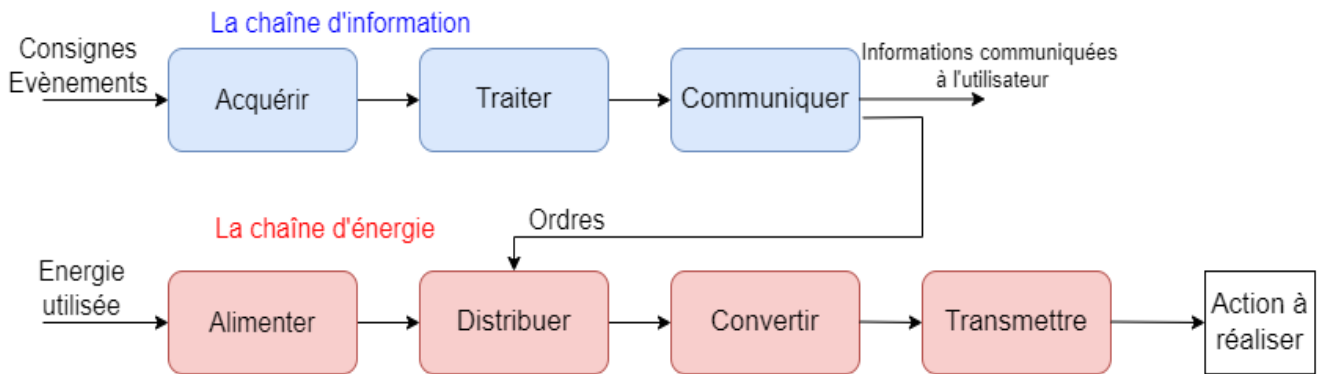 La chaîne d'information
Consignes
Evènements
Acquérir
Traiter
Communiquer
Informations communiquées
à l'utilisateur
La chaîne d'énergie
Ordres
Energie
utilisée
Alimenter
Distribuer
Convertir
Transmettre
Action à
réaliser